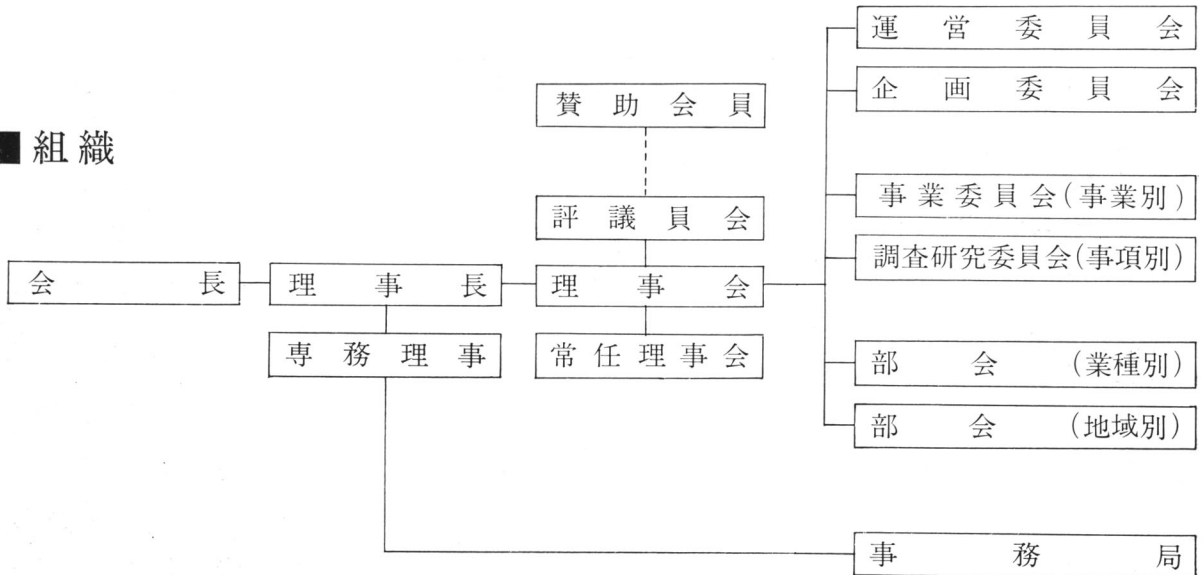 ■組織
会長
理事長
専務理事
賛助会員
評議員会
理事会
常任理事会
運営委員会
企画委員会
事業委員会(事業別)
調査研究委員会(事項別)
部会(業種別)
部会(地域別)
事務局